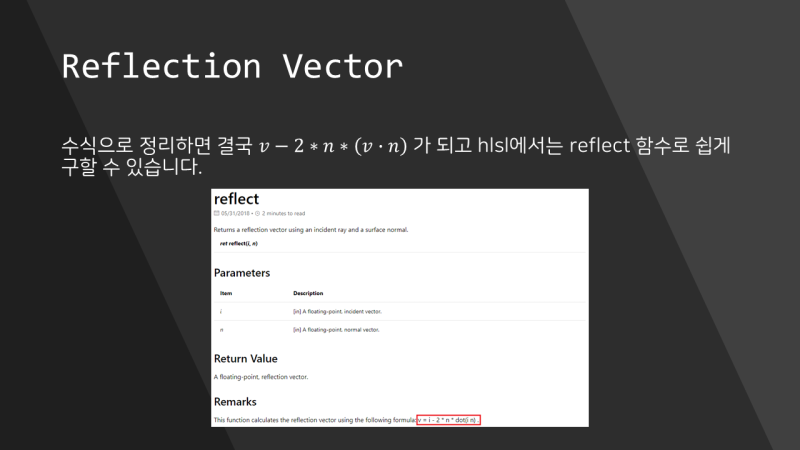 Reflection Vector
수식으로 정리하면 결국 𝑣 − 2 ∗ 𝑛 ∗ (𝑣 · 𝑛) 가 되고 hlsl에서는 reflect 함수로 쉽게
구할 수 있습니다.
reflect
05/31/2018 • 2 minutes to read
Returns a reflection vector using an incident ray and a surface normal.
ret reflect(i, n)
Parameters
Item Description
i [in] A floating-point, incident vector.
n [in] A floating-point, normal vector.
Return Value
A floating-point, reflection vector.
Remarks
This function calculates the reflection vector using the following formula: v = i - 2 * n * dot(i n) .